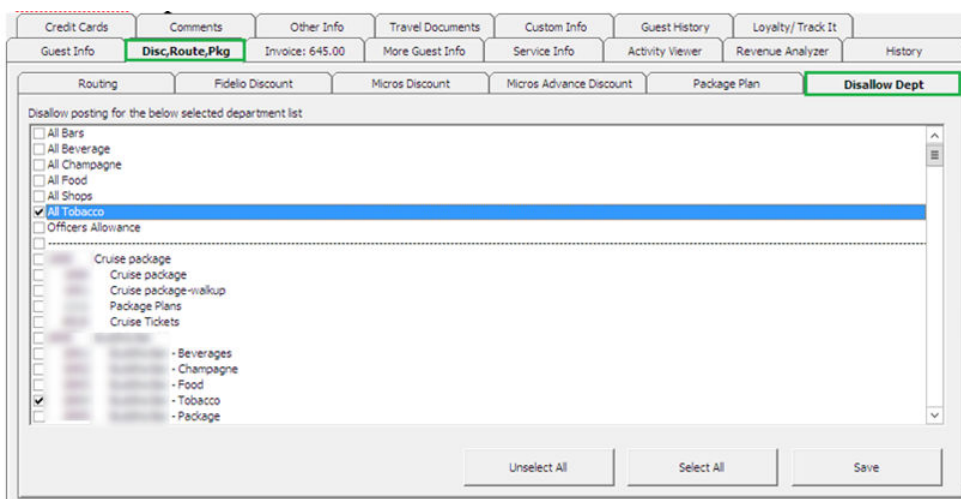 Credit Cards Comments Other Info Travel Documents Custom Info Guest History Loyalty/ Track It
Guest Info Disc,Route,Pkg Invoice: 645.00 More Guest Info Service Info Activity Viewer Revenue Analyzer History
Routing Fidelio Discount Micros Discount Micros Advance Discount Package Plan Disallow Dept
Disallow posting for the below selected department list
All Bars
All Beverage
All Champagne
All Food
All Shops
All Tobacco
Officers Allowance
Cruise package
Cruise package
Cruise package-walkup
Package Plans
Cruise Tickets
- Beverages
- Champagne
- Food
- Tobacco
- Package
Unselect All Select All Save